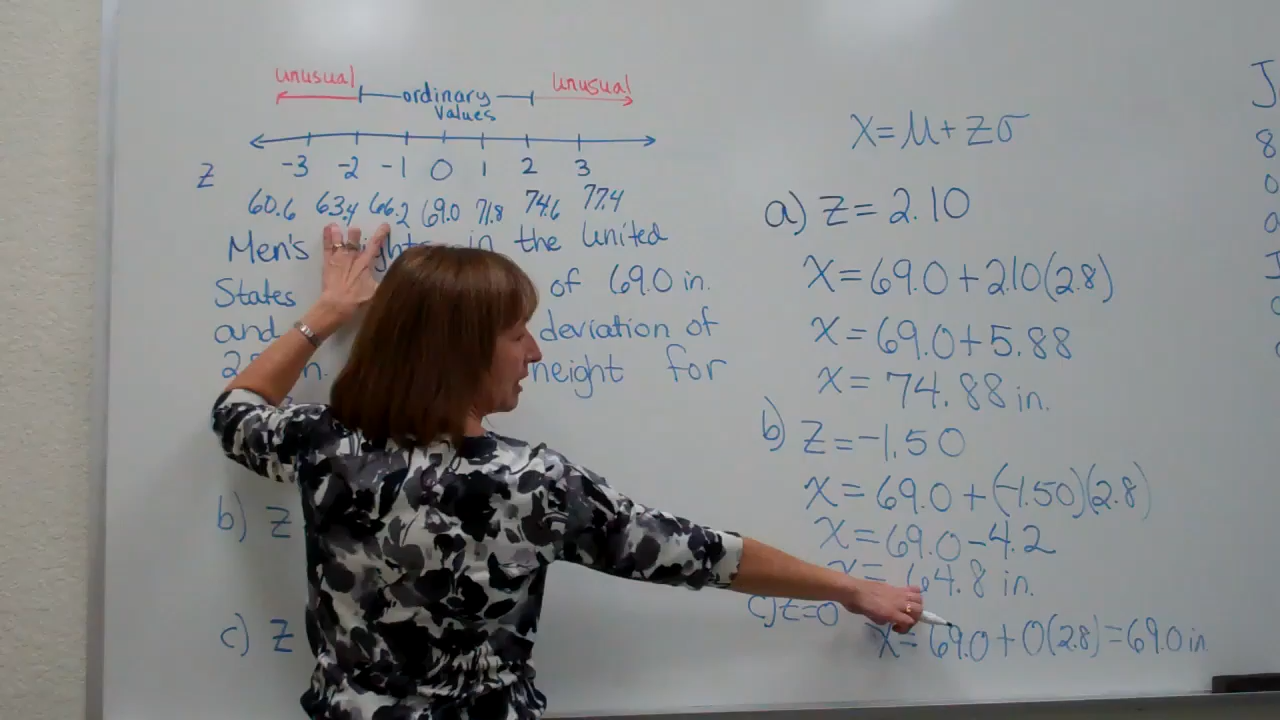 unusual ordinary values unusual
-3 -2 -1 0 1 2 3
z
60.6 63.4 66.2 69.0 71.8 74.6 77.4
Men's in the United
States of 69.0 in.
and deviation of
n. height for
b) z
c) z
x = μ + zσ
a) z = 2.10
x = 69.0 + 2.10(2.8)
x = 69.0 + 5.88
x = 74.88 in.
b) z = -1.50
x = 69.0 + (-1.50)(2.8)
x = 69.0 - 4.2
x = 64.8 in.
c) z = 0
x = 69.0 + 0(2.8) = 69.0 in
J
8